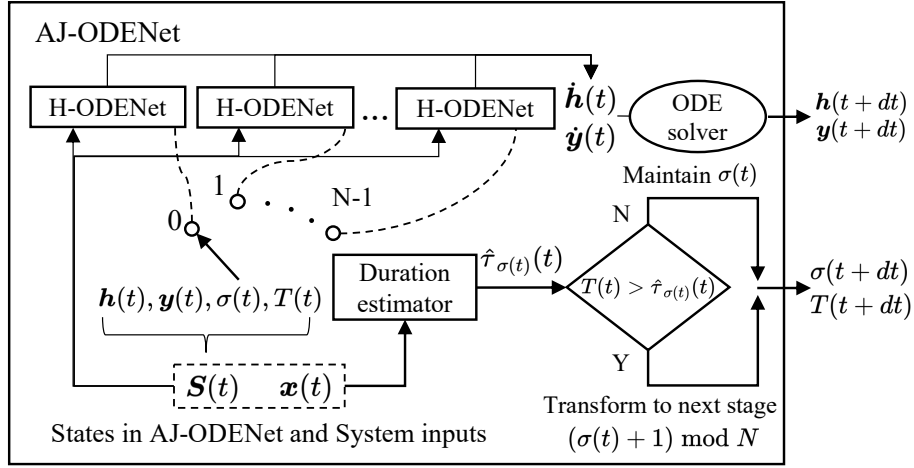 AJ-ODENet
H-ODENet H-ODENet ... H-ODENet
ḣ(t)
ẏ(t)
ODE
solver
h(t + dt)
y(t + dt)
Maintain σ(t)
0
1
. . .
N-1
N
h(t), y(t), σ(t), T(t)
Duration
estimator
τ̂σ(t)(t)
T(t) > τ̂σ(t)(t)
σ(t + dt)
T(t + dt)
Y
S(t) x(t)
States in AJ-ODENet and System inputs
Transform to next stage
(σ(t) + 1) mod N